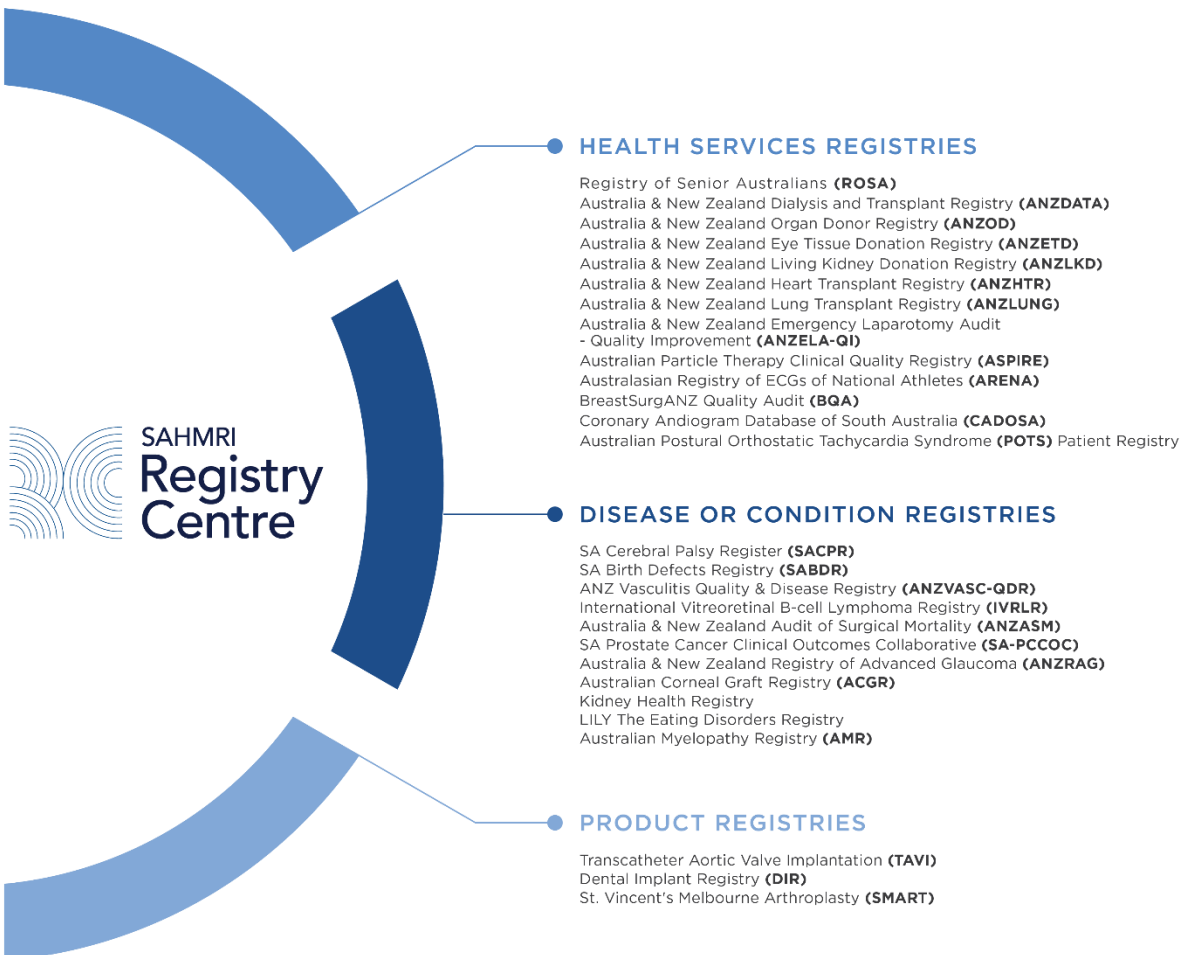 SAHMRI
Registry
Centre
HEALTH SERVICES REGISTRIES
Registry of Senior Australians (ROSA)
Australia & New Zealand Dialysis and Transplant Registry (ANZDATA)
Australia & New Zealand Organ Donor Registry (ANZOD)
Australia & New Zealand Eye Tissue Donation Registry (ANZETD)
Australia & New Zealand Living Kidney Donation Registry (ANZLKD)
Australia & New Zealand Heart Transplant Registry (ANZHTR)
Australia & New Zealand Lung Transplant Registry (ANZLUNG)
Australia & New Zealand Emergency Laparotomy Audit
- Quality Improvement (ANZELA-QI)
Australian Particle Therapy Clinical Quality Registry (ASPIRE)
Australasian Registry of ECGs of National Athletes (ARENA)
BreastSurgANZ Quality Audit (BQA)
Coronary Andiogram Database of South Australia (CADOSA)
Australian Postural Orthostatic Tachycardia Syndrome (POTS) Patient Registry
DISEASE OR CONDITION REGISTRIES
SA Cerebral Palsy Register (SACPR)
SA Birth Defects Registry (SABDR)
ANZ Vasculitis Quality & Disease Registry (ANZVASC-QDR)
International Vitreoretinal B-cell Lymphoma Registry (IVRLR)
Australia & New Zealand Audit of Surgical Mortality (ANZASM)
SA Prostate Cancer Clinical Outcomes Collaborative (SA-PCCOC)
Australia & New Zealand Registry of Advanced Glaucoma (ANZRAG)
Australian Corneal Graft Registry (ACGR)
Kidney Health Registry
LILY The Eating Disorders Registry
Australian Myelopathy Registry (AMR)
PRODUCT REGISTRIES
Transcatheter Aortic Valve Implantation (TAVI)
Dental Implant Registry (DIR)
St. Vincent's Melbourne Arthroplasty (SMART)